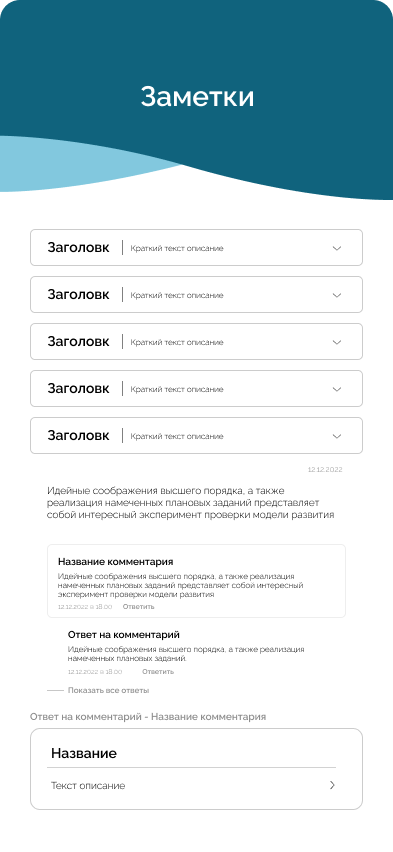 Заметки
Заголовк | Краткий текст описание
Заголовк | Краткий текст описание
Заголовк | Краткий текст описание
Заголовк | Краткий текст описание
Заголовк | Краткий текст описание
12.12.2022
Идейные соображения высшего порядка, а также
реализация намеченных плановых заданий представляет
собой интересный эксперимент проверки модели развития
Название комментария
Идейные соображения высшего порядка, а также реализация
намеченных плановых заданий представляет собой интересный
эксперимент проверки модели развития
12.12.2022 в 18:00 Ответить
Ответ на комментарий
Идейные соображения высшего порядка, а также реализация
намеченных плановых заданий.
12.12.2022 в 18:00 Ответить
Показать все ответы
Ответ на комментарий - Название комментария
Название
Текст описание